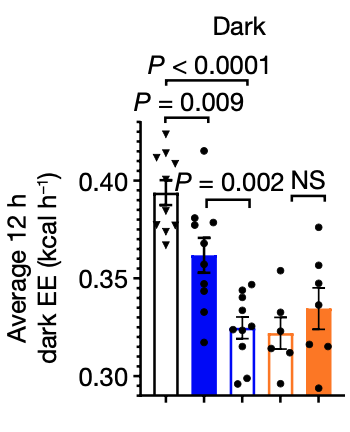 Dark
P < 0.0001
P = 0.009
P = 0.002 NS
Average 12 h
dark EE (kcal h⁻¹)
0.40
0.35
0.30